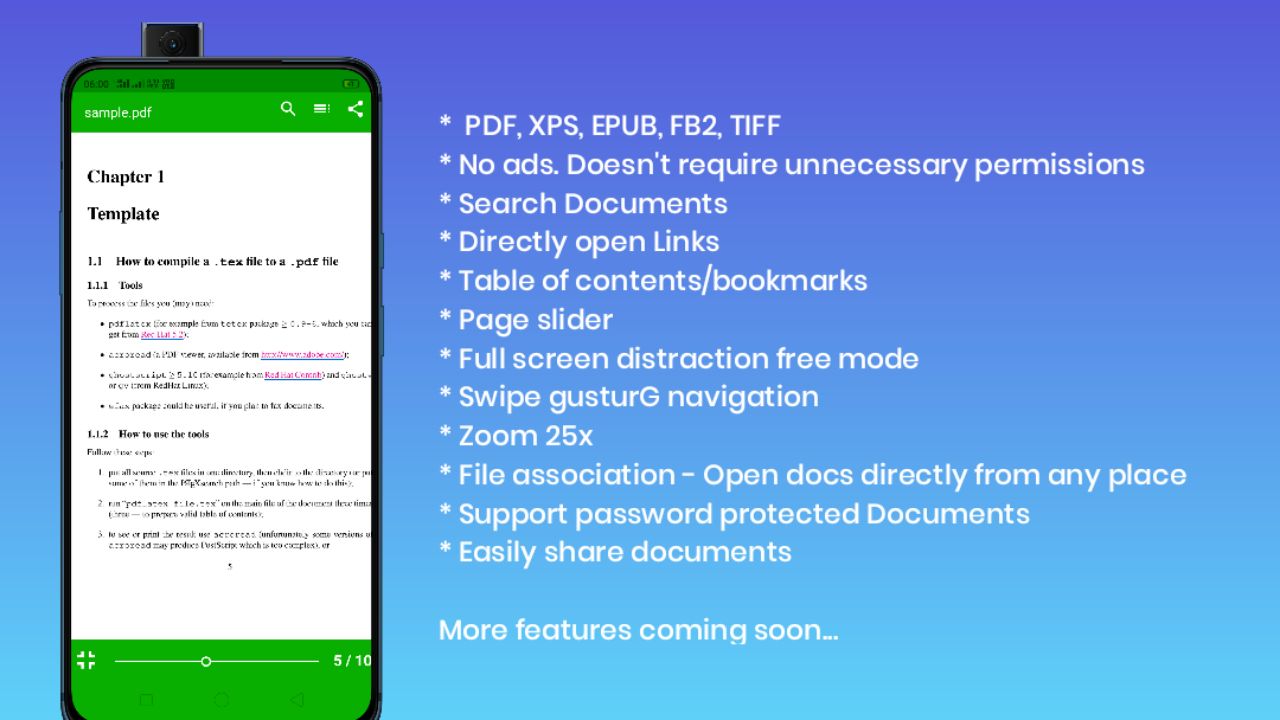 06:00
sample.pdf
Chapter 1
Template
1.1 How to compile a .tex file to a .pdf file
1.1.1 Tools
To process the files you (may) need:
• pdflatex (for example from tetex package ≥ 0.9-6, which you can
get from Red Hat 5.2);
• acroread (a PDF viewer, available from http://www.adobe.com/);
• ghostscript ≥ 5.10 (for example from Red Hat Contrib) and ghostv
or gv (from RedHat Linux);
• efax package could be useful, if you plan to fax documents.
1.1.2 How to use the tools
Follow these steps:
1. put all source .tex files in one directory, then chdir to the directory (or put
some of them in the LATEXsearch path — if you know how to do this);
2. run "pdflatex file.tex" on the main file of the document three times
(three — to prepare valid table of contents);
3. to see or print the result use acroread (unfortunately some versions of
acroread may produce PostScript which is too complex), or
5
5 / 10
* PDF, XPS, EPUB, FB2, TIFF
* No ads. Doesn't require unnecessary permissions
* Search Documents
* Directly open Links
* Table of contents/bookmarks
* Page slider
* Full screen distraction free mode
* Swipe gusturG navigation
* Zoom 25x
* File association - Open docs directly from any place
* Support password protected Documents
* Easily share documents
More features coming soon...